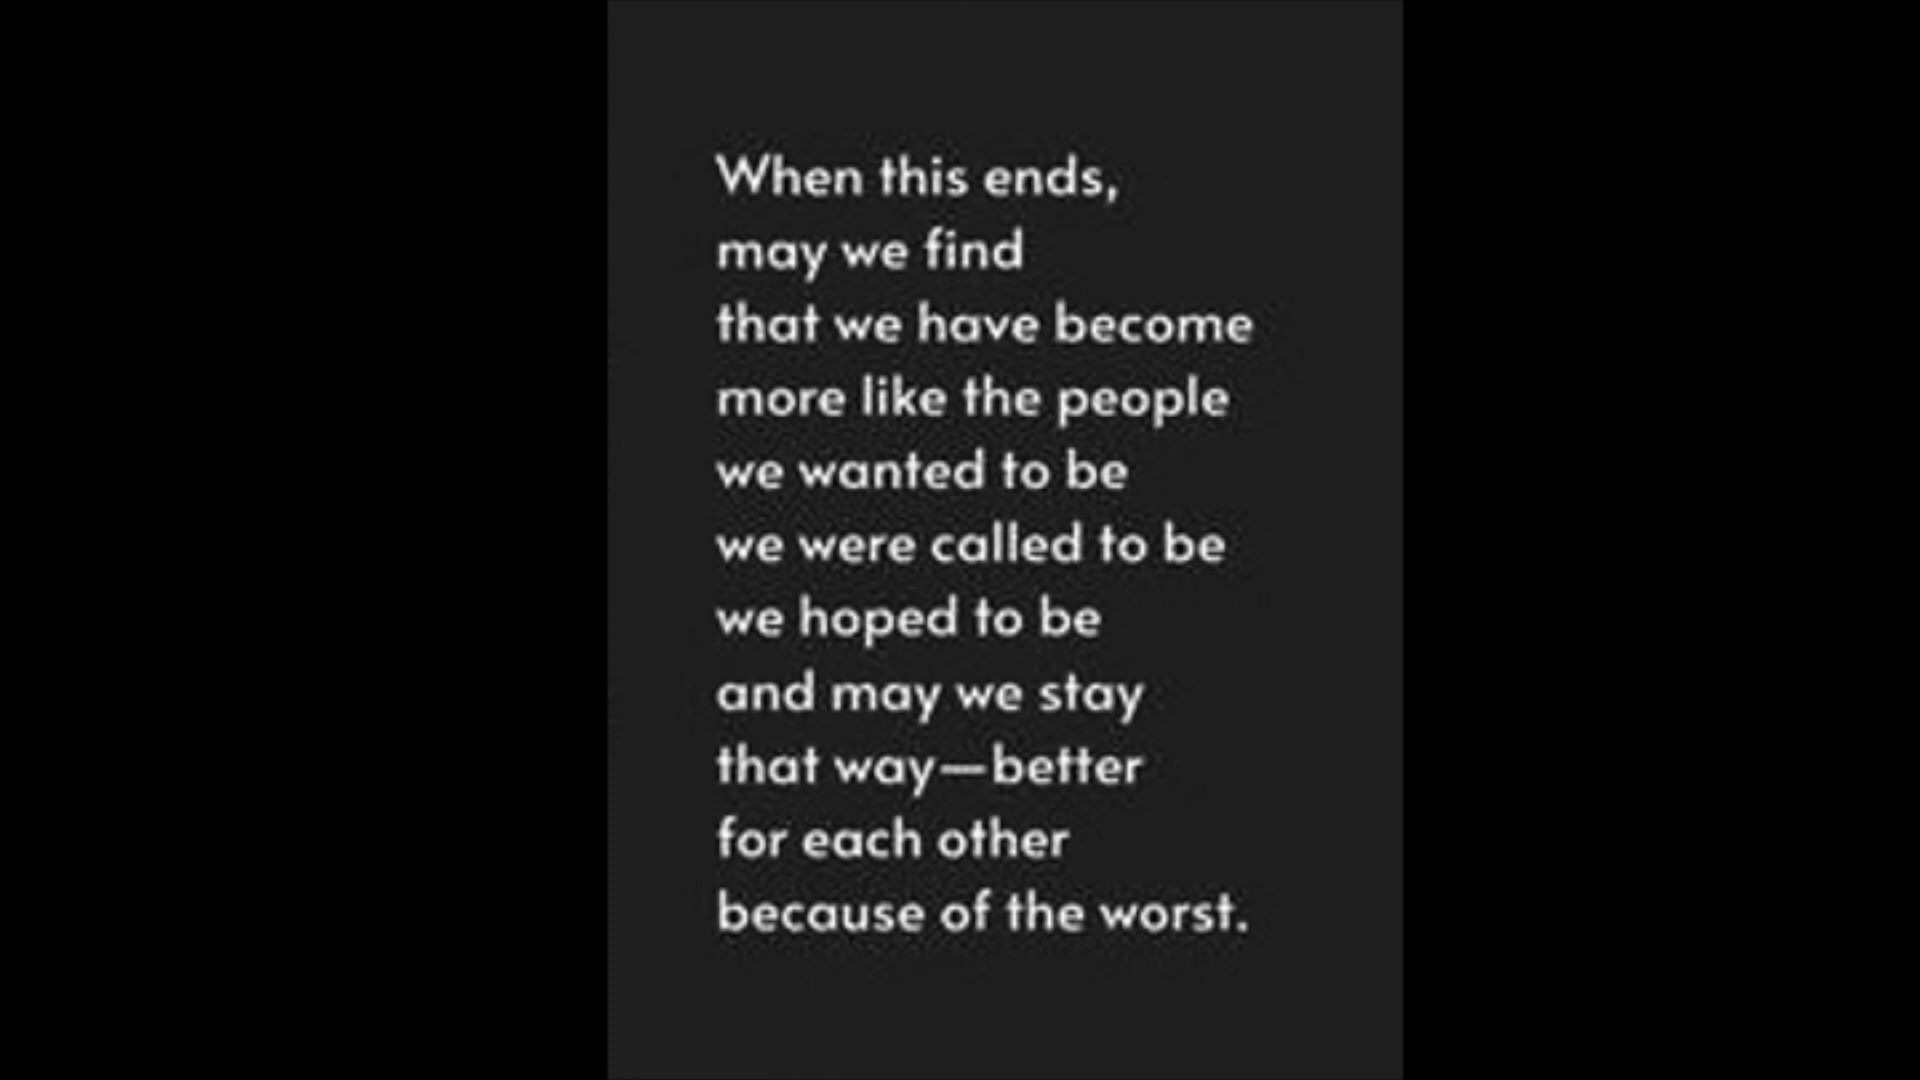 When this ends,
may we find
that we have become
more like the people
we wanted to be
we were called to be
we hoped to be
and may we stay
that way—better
for each other
because of the worst.